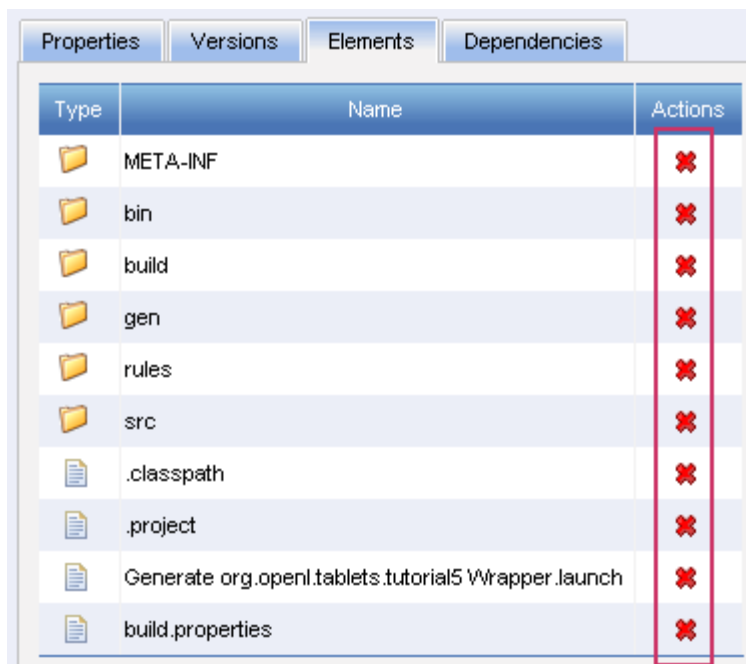 Properties Versions Elements Dependencies
Type Name Actions
META-INF
bin
build
gen
rules
src
.classpath
.project
Generate org.openl.tablets.tutorial5 Wrapper.launch
build.properties